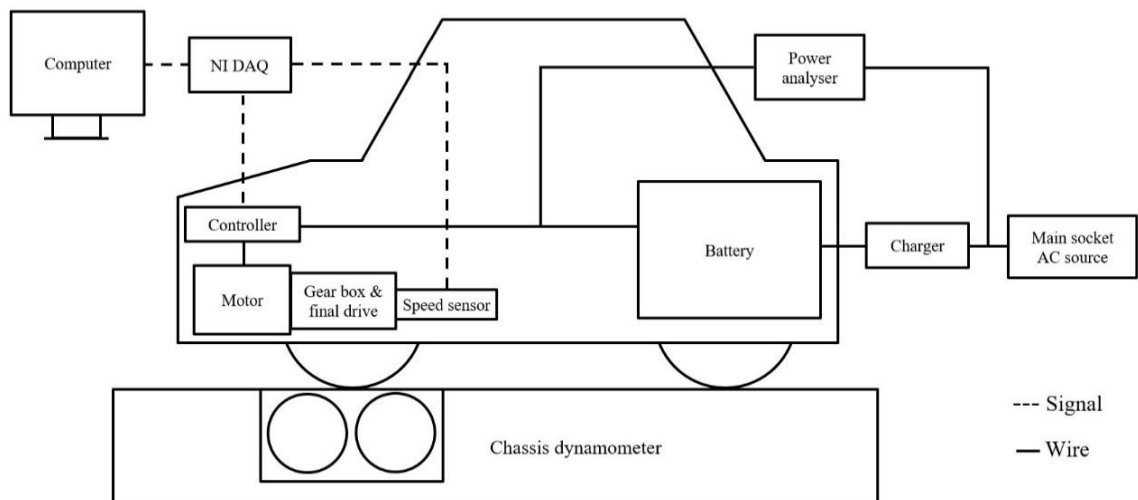 Computer
NI DAQ
Power
analyser
Controller
Battery
Charger
Main socket
AC source
Motor
Gear box &
final drive
Speed sensor
Chassis dynamometer
Signal
Wire